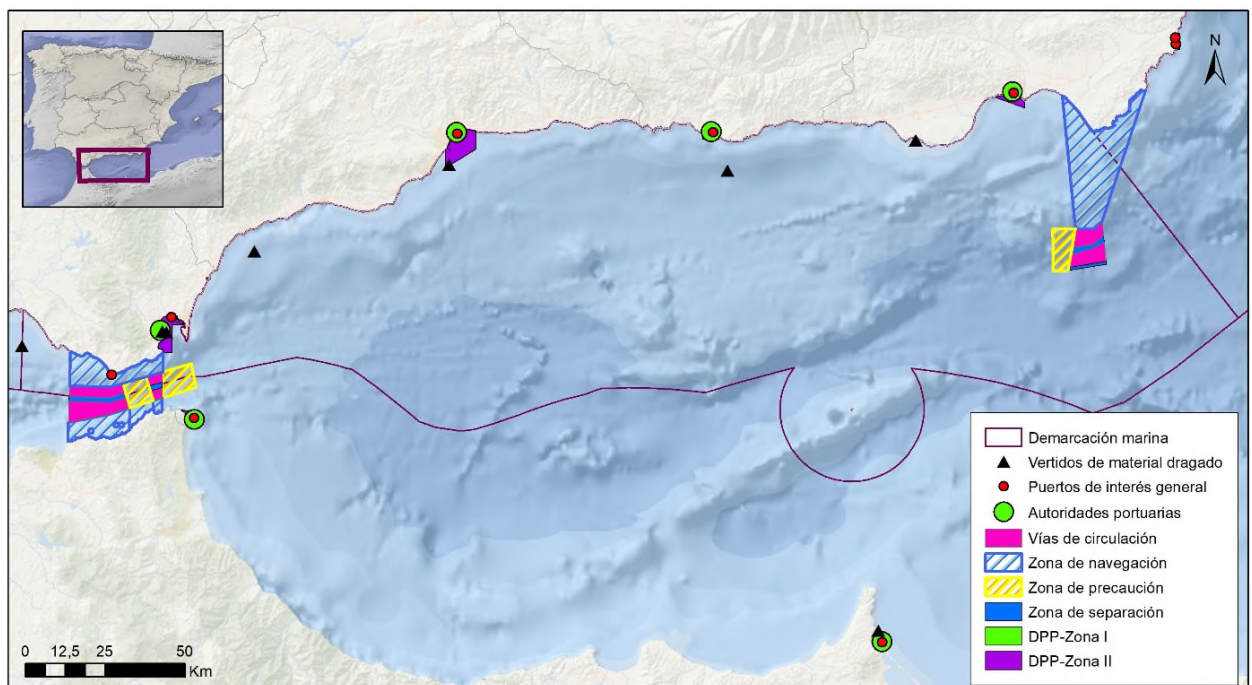 N
Demarcación marina
Vertidos de material dragado
Puertos de interés general
Autoridades portuarias
Vías de circulación
Zona de navegación
Zona de precaución
Zona de separación
DPP-Zona I
DPP-Zona II
0 12,5 25 50
Km